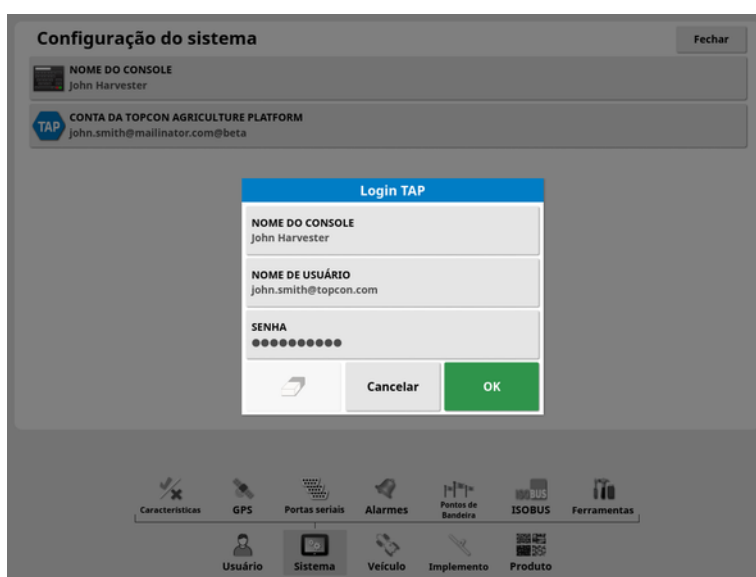 Configuração do sistema
Fechar
NOME DO CONSOLE
John Harvester
TAP
CONTA DA TOPCON AGRICULTURE PLATFORM
john.smith@mailinator.com@beta
Login TAP
NOME DO CONSOLE
John Harvester
NOME DE USUÁRIO
john.smith@topcon.com
SENHA
●●●●●●●●●●
Cancelar
OK
Características
GPS
Portas seriais
Alarmes
Pontos de
Bandeira
ISOBUS
ISOBUS
Ferramentas
Usuário
Sistema
Veículo
Implemento
Produto